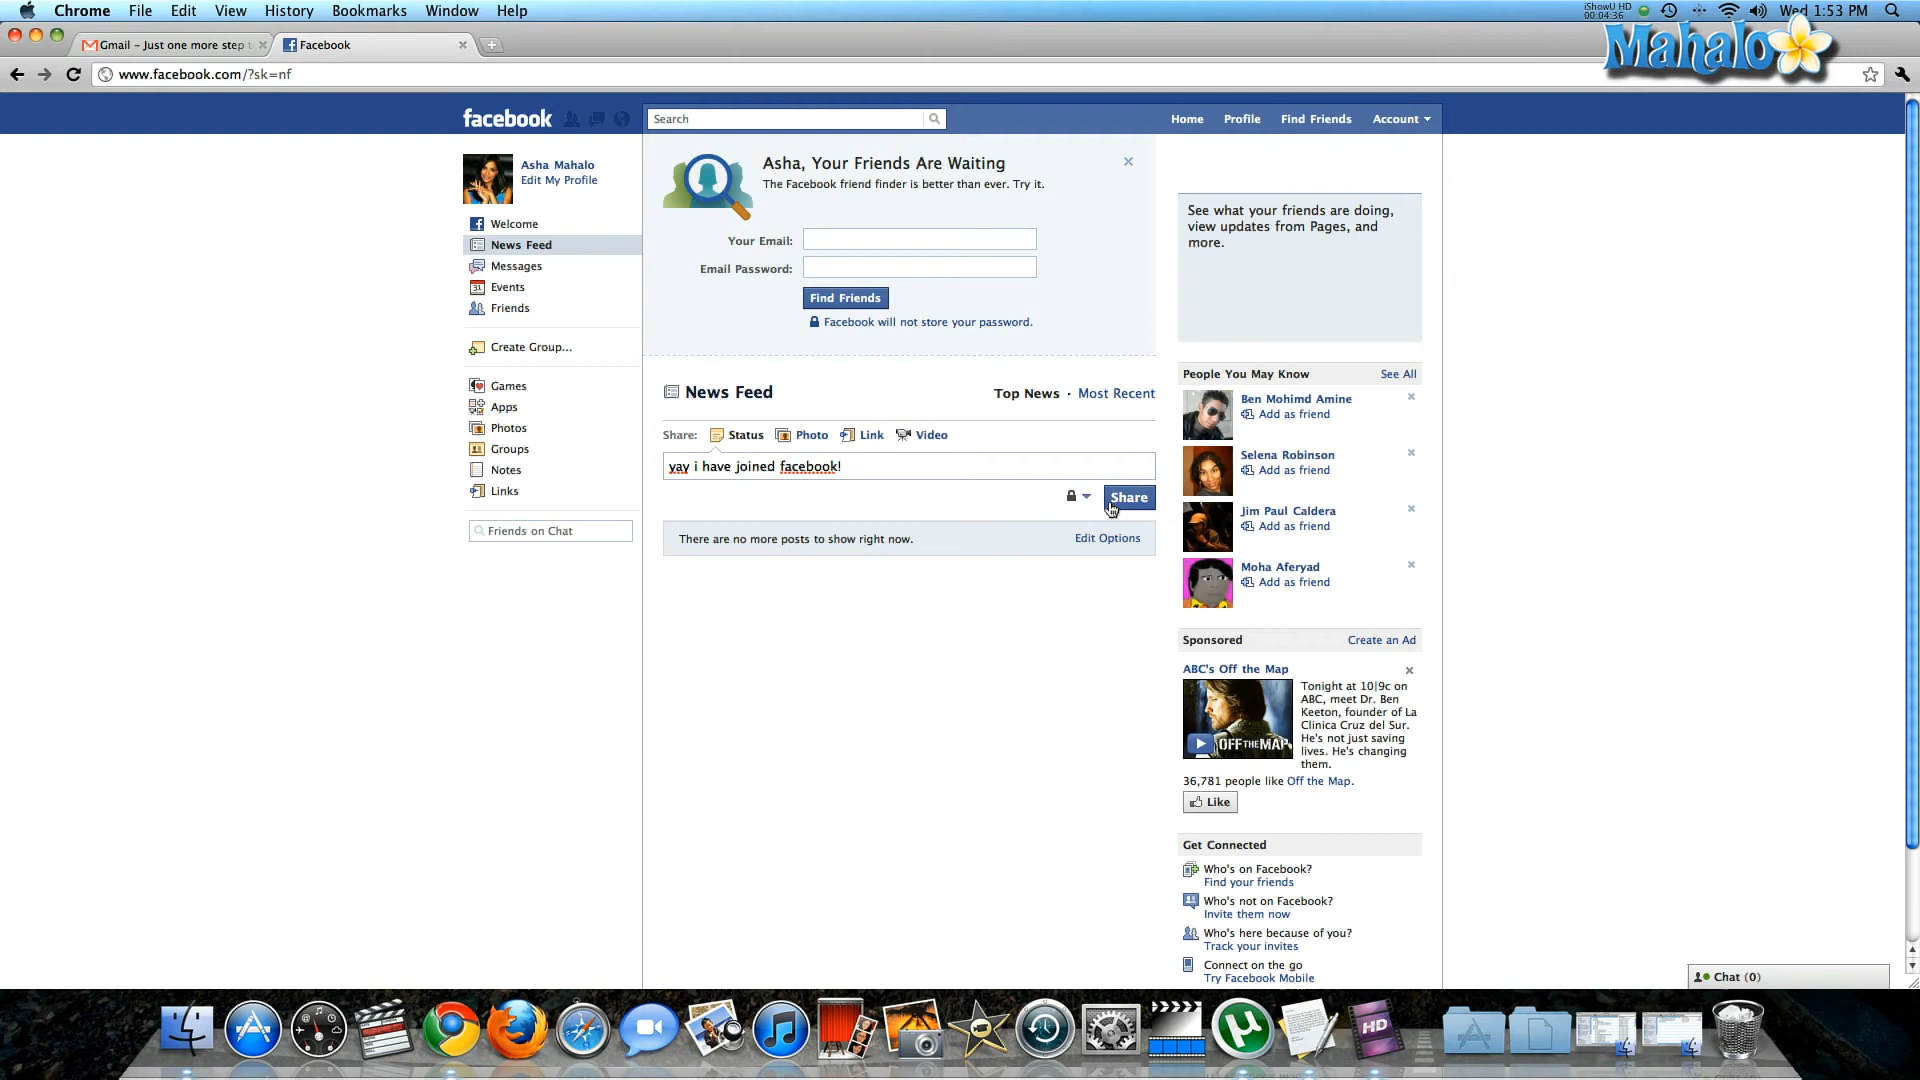 Chrome File Edit View History Bookmarks Window Help
iShowU HD
00:04:36
Wed 1:53 PM
Mahalo
Gmail – Just one more step t
Facebook
www.facebook.com/?sk=nf
facebook
Search
Home Profile Find Friends Account
Asha Mahalo
Edit My Profile
Welcome
News Feed
Messages
31 Events
Friends
Create Group...
Games
Apps
Photos
Groups
Notes
Links
Friends on Chat
Asha, Your Friends Are Waiting
The Facebook friend finder is better than ever. Try it.
Your Email:
Email Password:
Find Friends
Facebook will not store your password.
News Feed
Top News · Most Recent
Share: Status Photo Link Video
yay i have joined facebook!
Share
There are no more posts to show right now.
Edit Options
See what your friends are doing,
view updates from Pages, and
more.
People You May Know
See All
Ben Mohimd Amine
Add as friend
Selena Robinson
Add as friend
Jim Paul Caldera
Add as friend
Moha Aferyad
Add as friend
Sponsored
Create an Ad
ABC's Off the Map
OFF THE MAP
Tonight at 10|9c on
ABC, meet Dr. Ben
Keeton, founder of La
Clinica Cruz del Sur.
He's not just saving
lives. He's changing
them.
36,781 people like Off the Map.
Like
Get Connected
Who's on Facebook?
Find your friends
Who's not on Facebook?
Invite them now
Who's here because of you?
Track your invites
Connect on the go
Try Facebook Mobile
Chat (0)
HD